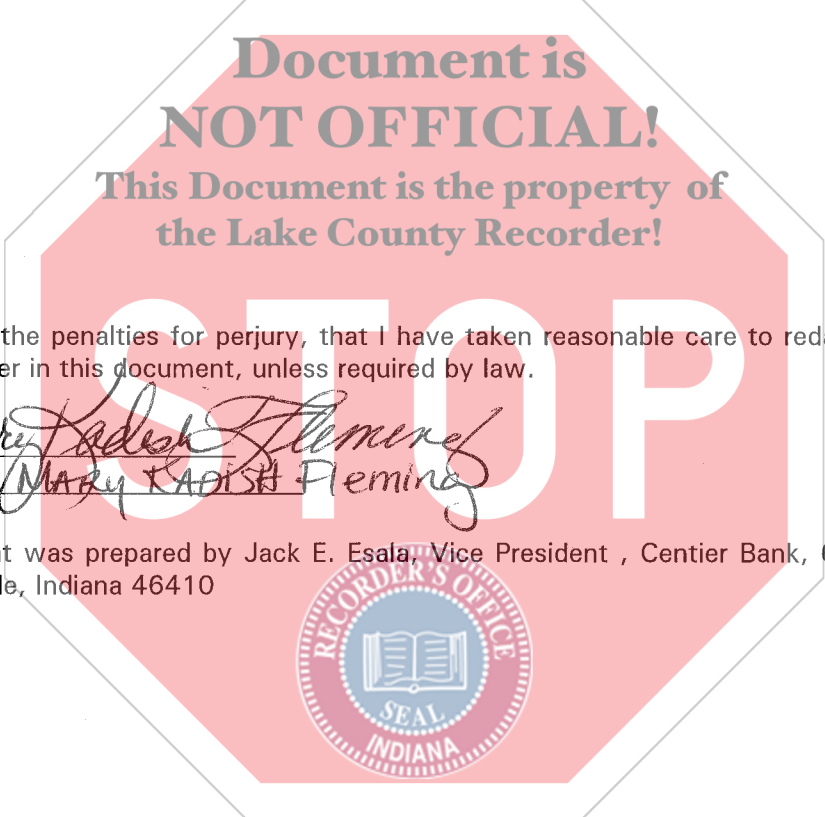 Document is
NOT OFFICIAL!
This Document is the property of
the Lake County Recorder!
STOP
the penalties for perjury, that I have taken reasonable care to red
er in this document, unless required by law.
Kadish Fleming
MARY KADISH Fleming
t was prepared by Jack E. Esala, Vice President , Centier Bank,
le, Indiana 46410
RECORDER'S OFFICE
SEAL
INDIANA